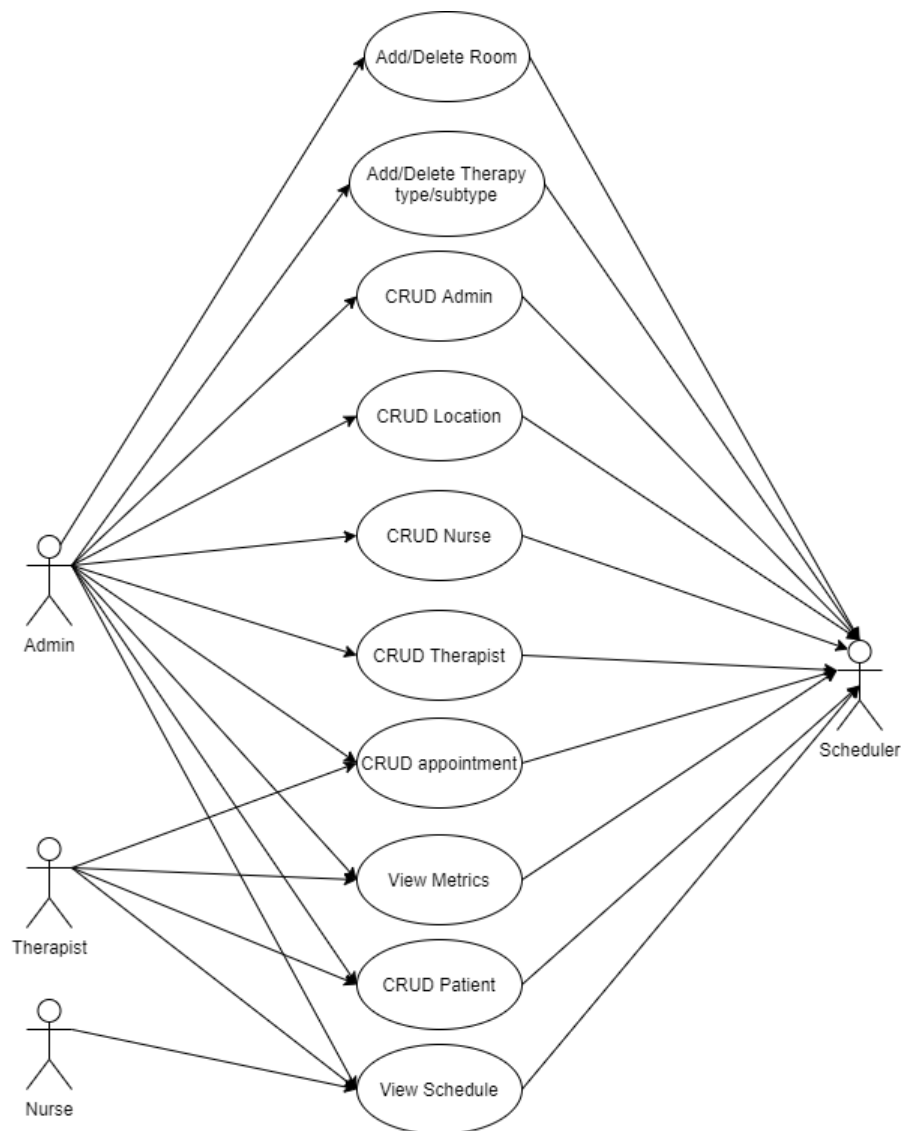 Add/Delete Room
Add/Delete Therapy
type/subtype
CRUD Admin
CRUD Location
CRUD Nurse
Admin
CRUD Therapist
Scheduler
CRUD appointment
View Metrics
Therapist
CRUD Patient
View Schedule
Nurse